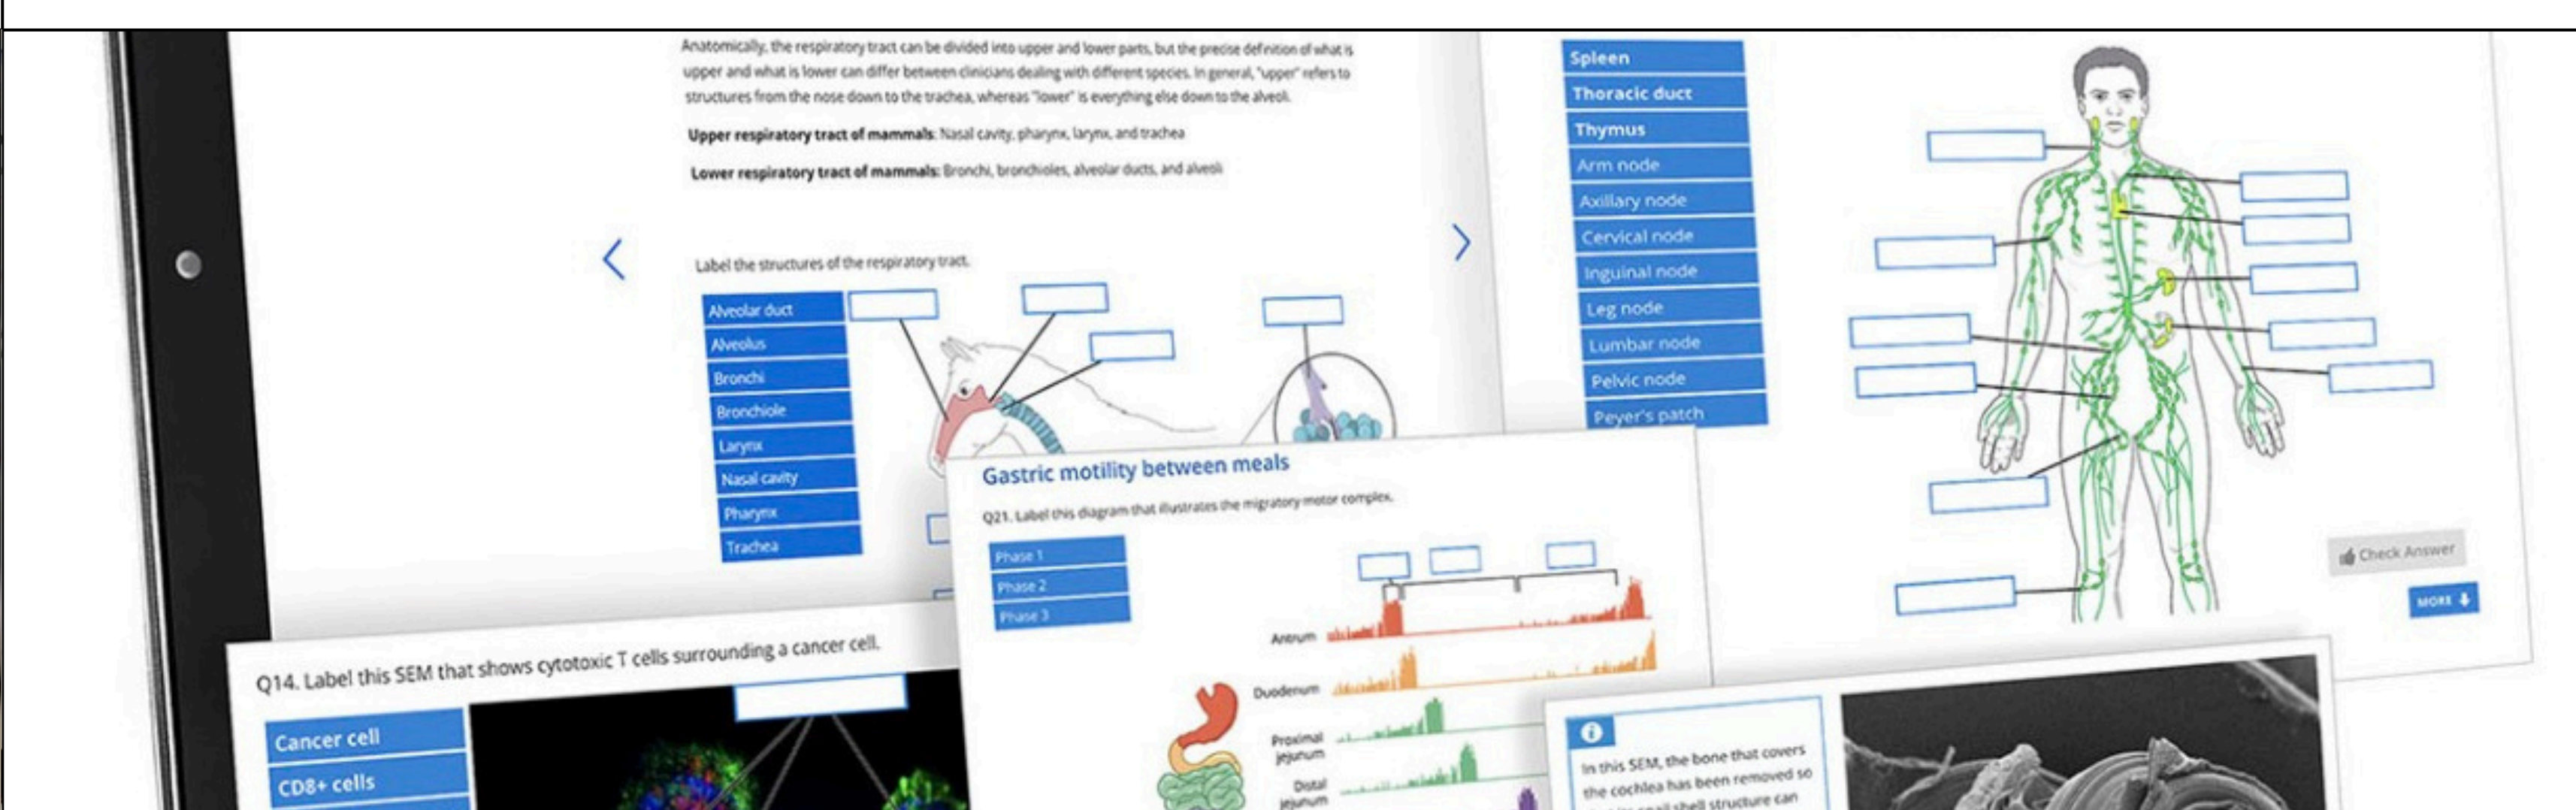 Anatomically, the respiratory tract can be divided into upper and lower parts, but the precise definition of what is
upper and what is lower can differ between clinicians dealing with different species. In general, "upper" refers to
structures from the nose down to the trachea, whereas "lower" is everything else down to the alveoli.
Upper respiratory tract of mammals: Nasal cavity, pharynx, larynx, and trachea
Lower respiratory tract of mammals: Bronchi, bronchioles, alveolar ducts, and alveoli
Label the structures of the respiratory tract.
Alveolar duct
Alveolus
Bronchi
Bronchiole
Larynx
Nasal cavity
Pharynx
Trachea
Spleen
Thoracic duct
Thymus
Arm node
Axillary node
Cervical node
Inguinal node
Leg node
Lumbar node
Pelvic node
Peyer's patch
Check Answer
MORE
Gastric motility between meals
Q21. Label this diagram that illustrates the migratory motor complex.
Phase 1
Phase 2
Phase 3
Antrum
Duodenum
Proximal
jejunum
Distal
jejunum
Q14. Label this SEM that shows cytotoxic T cells surrounding a cancer cell.
Cancer cell
CD8+ cells
In this SEM, the bone that covers
the cochlea has been removed so
snail shell structure can